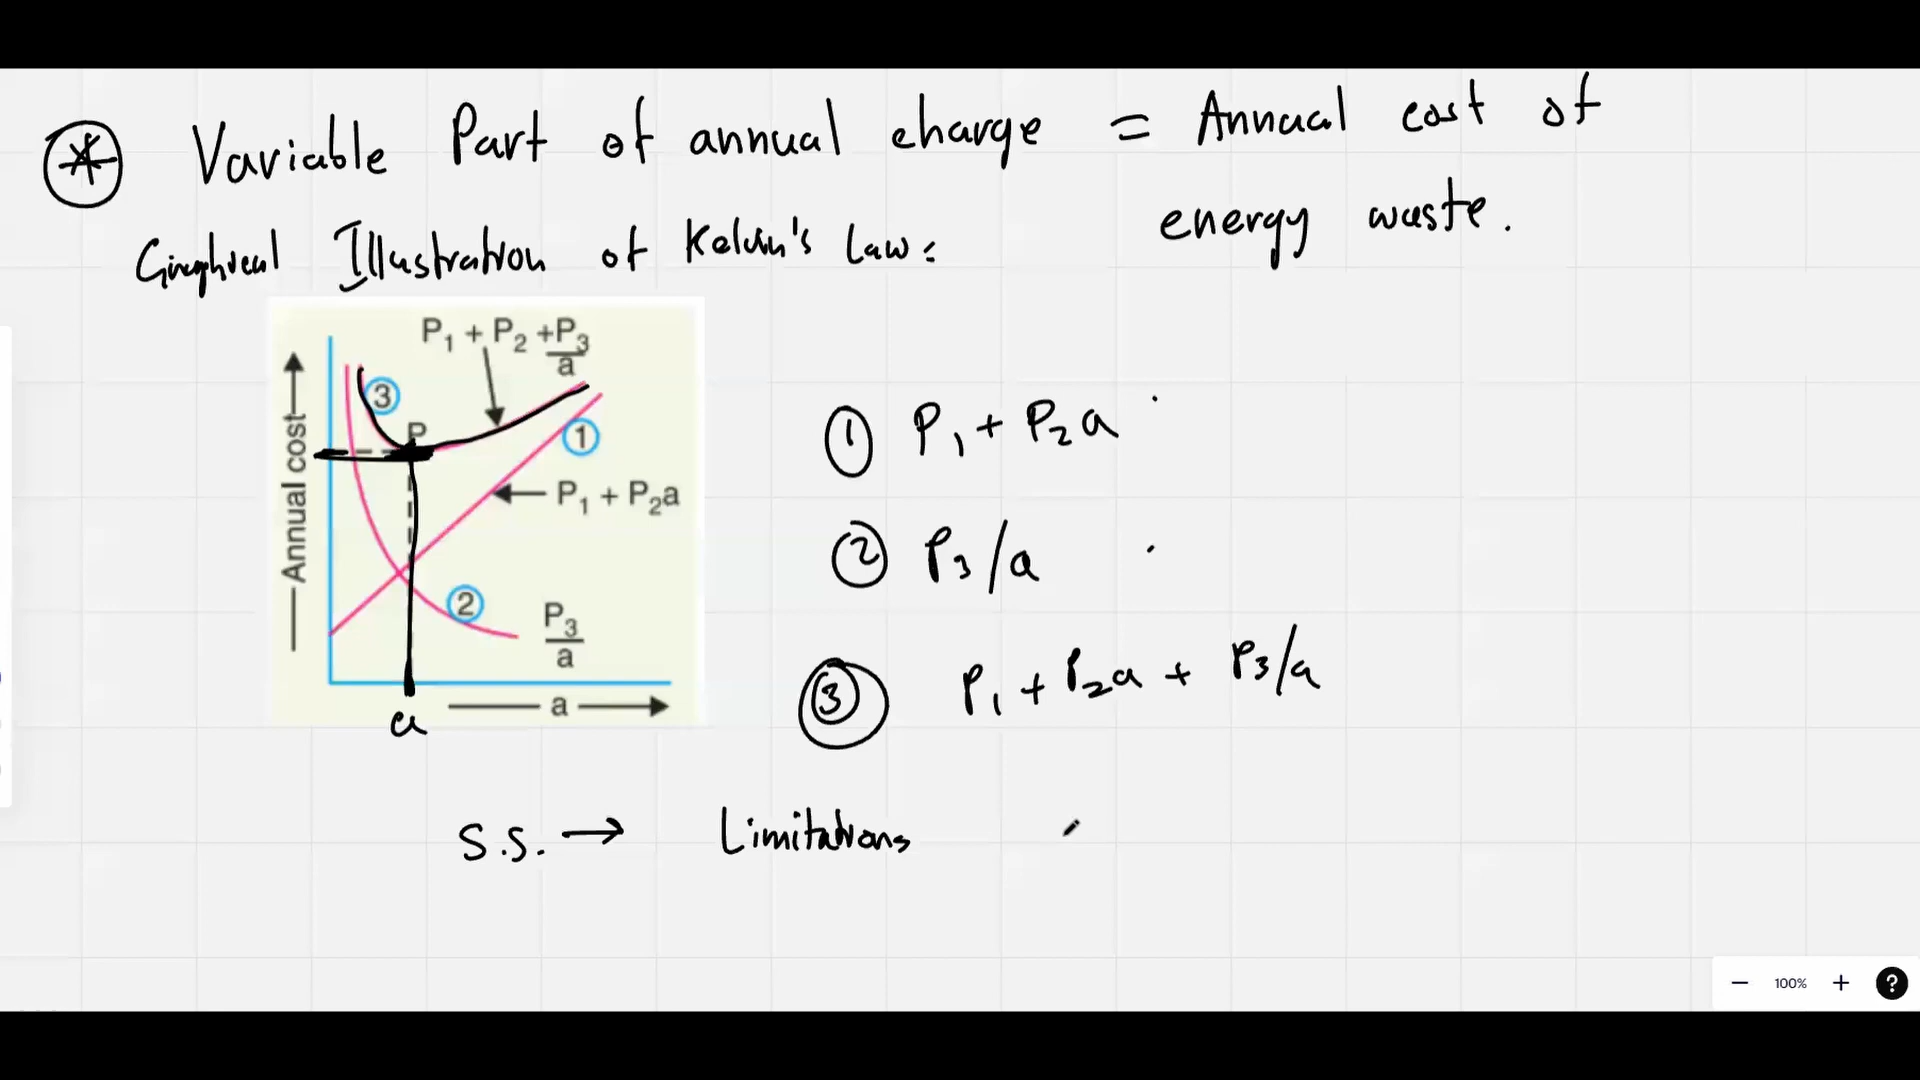 * Variable Part of annual charge = Annual cost of
energy waste.
Graphical Illustration of Kelvin's Law:
P₁ + P₂ + P₃/a
③
P
①
P₁ + P₂a
②
P₃/a
Annual cost
a
a
① P₁ + P₂a
② P₃/a
③ P₁ + P₂a + P₃/a
S.S. → Limitations
− 100% + ?